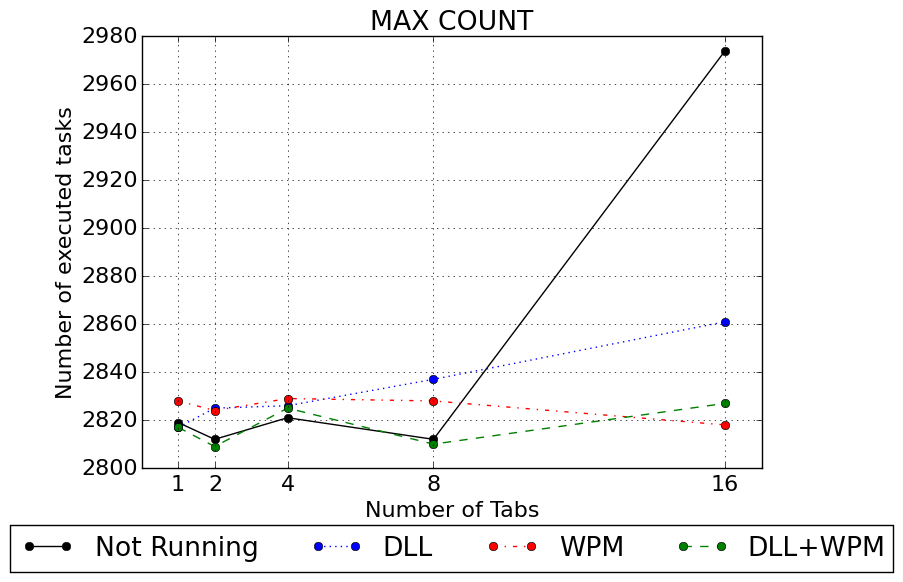 MAX COUNT
Number of executed tasks
2980
2960
2940
2920
2900
2880
2860
2840
2820
2800
1 2 4 8 16
Number of Tabs
Not Running DLL WPM DLL+WPM